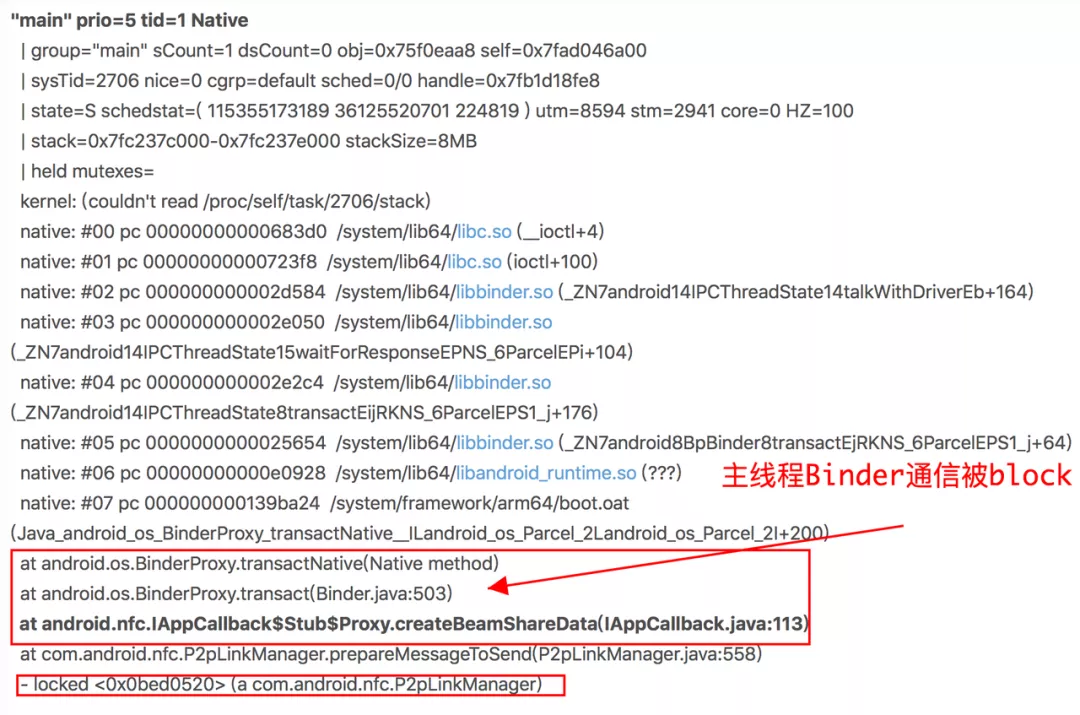 "main" prio=5 tid=1 Native
| group="main" sCount=1 dsCount=0 obj=0x75f0eaa8 self=0x7fad046a00
| sysTid=2706 nice=0 cgrp=default sched=0/0 handle=0x7fb1d18fe8
| state=S schedstat=( 115355173189 36125520701 224819 ) utm=8594 stm=2941 core=0 HZ=100
| stack=0x7fc237c000-0x7fc237e000 stackSize=8MB
| held mutexes=
kernel: (couldn't read /proc/self/task/2706/stack)
native: #00 pc 00000000000683d0 /system/lib64/libc.so (__ioctl+4)
native: #01 pc 00000000000723f8 /system/lib64/libc.so (ioctl+100)
native: #02 pc 000000000002d584 /system/lib64/libbinder.so (_ZN7android14IPCThreadState14talkWithDriverEb+164)
native: #03 pc 000000000002e050 /system/lib64/libbinder.so
(_ZN7android14IPCThreadState15waitForResponseEPNS_6ParcelEPi+104)
native: #04 pc 000000000002e2c4 /system/lib64/libbinder.so
(_ZN7android14IPCThreadState8transactEijRKNS_6ParcelEPS1_j+176)
native: #05 pc 0000000000025654 /system/lib64/libbinder.so (_ZN7android8BpBinder8transactEjRKNS_6ParcelEPS1_j+64)
native: #06 pc 00000000000e0928 /system/lib64/libandroid_runtime.so (???)
主线程Binder通信被block
native: #07 pc 000000000139ba24 /system/framework/arm64/boot.oat
(Java_android_os_BinderProxy_transactNative__ILandroid_os_Parcel_2Landroid_os_Parcel_2I+200)
at android.os.BinderProxy.transactNative(Native method)
at android.os.BinderProxy.transact(Binder.java:503)
at android.nfc.IAppCallback$Stub$Proxy.createBeamShareData(IAppCallback.java:113)
at com.android.nfc.P2pLinkManager.prepareMessageToSend(P2pLinkManager.java:558)
- locked <0x0bed0520> (a com.android.nfc.P2pLinkManager)